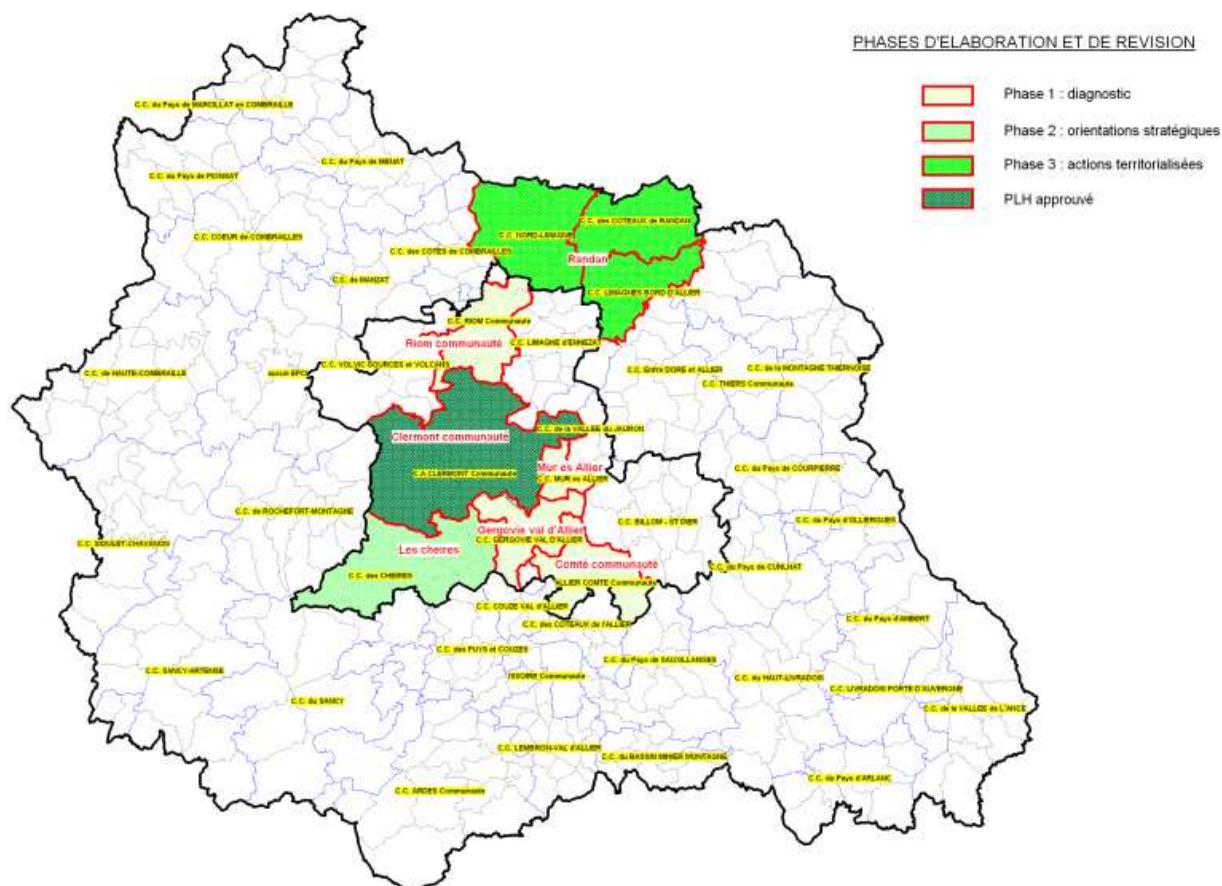 PHASES D'ELABORATION ET DE REVISION
Phase 1 : diagnostic
Phase 2 : orientations stratégiques
Phase 3 : actions territorialisées
PLH approuvé
C.C. du Pays de MARCILLAT en COMBRAILLE
C.C. du Pays de MENAT
C.C. du Pays de PIONSAT
C.C. des COTEAUX de RANDAN
C.C. COEUR de COMBRAILLES
C.C. NORD-LIMAGNE
C.C. des COTES de COMBRAILLES
Randan
C.C. de MANZAT
C.C. LIMAGNES BORD D'ALLIER
C.C. RIOM Communauté
Riom communauté
C.C. LIMAGNE d'ENNEZAT
C.C. VOLVIC SOURCES et VOLCANS
C.C. de HAUTE-COMBRAILLE
aucun EPCI
C.C. Entre DORE et ALLIER
C.C. de la MONTAGNE THIERNOISE
C.C. THIERS Communauté
C.C. de la VALLEE du JAURON
Clermont communauté
C.A CLERMONT Communauté
Mur es Allier
C.C. MUR es ALLIER
C.C. du Pays de COURPIERRE
C.C. de ROCHEFORT-MONTAGNE
C.C. BILLOM - ST DIER
C.C. du Pays d'OLLIERGUES
C.C. SIOULET-CHAVANON
Gergovie val d'Allier
C.C. GERGOVIE VAL D'ALLIER
Les cheires
C.C. des CHEIRES
Comté communauté
C.C. du Pays de CUNLHAT
ALLIER COMTE Communauté
C.C. COUZE VAL d'ALLIER
C.C. des COTEAUX de l'ALLIER
C.C. du Pays d'AMBERT
C.C. des PUYS et COUZES
C.C. du Pays de SAUXILLANGES
C.C. SANCY-ARTENSE
ISSOIRE Communauté
C.C. du HAUT-LIVRADOIS
C.C. LIVRADOIS PORTE D'AUVERGNE
C.C. du SANCY
C.C. de la VALLEE de L'ANCE
C.C. LEMBRON-VAL d'ALLIER
C.C. du BASSIN MINIER MONTAGNE
C.C. du Pays d'ARLANC
C.C. ARDES Communauté